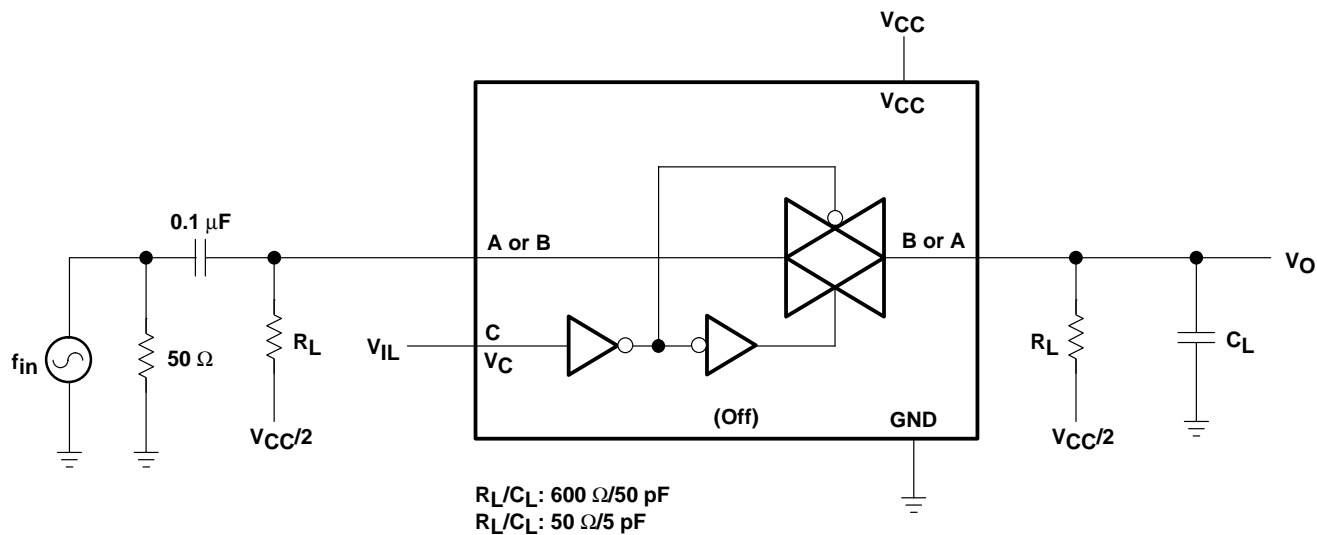 VCC
VCC
0.1 μF
A or B
B or A
VO
fin
50 Ω
RL
VCC/2
VIL
C
VC
(Off)
GND
RL
VCC/2
CL
RL/CL: 600 Ω/50 pF
RL/CL: 50 Ω/5 pF